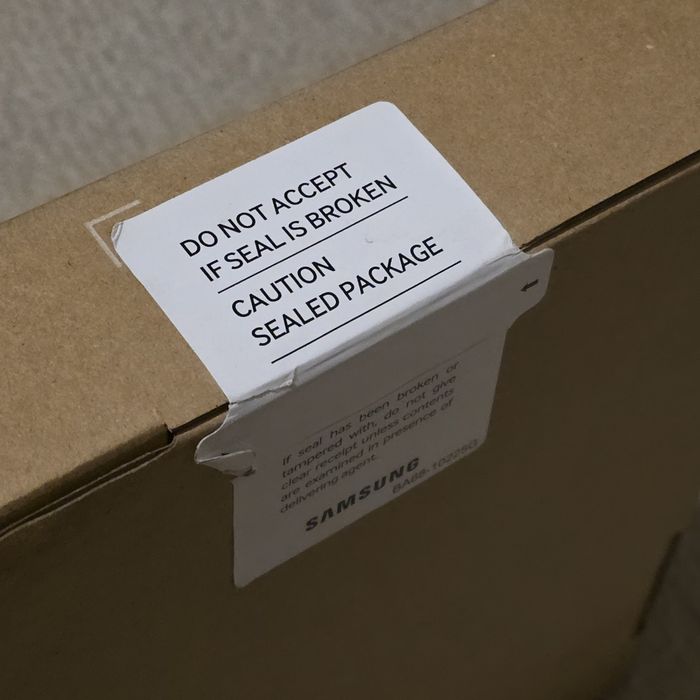 DO NOT ACCEPT
IF SEAL IS BROKEN
CAUTION
SEALED PACKAGE
If seal has been broken or
tampered with, do not give
clear receipt unless contents
are examined in presence of
delivering agent.
SAMSUNG